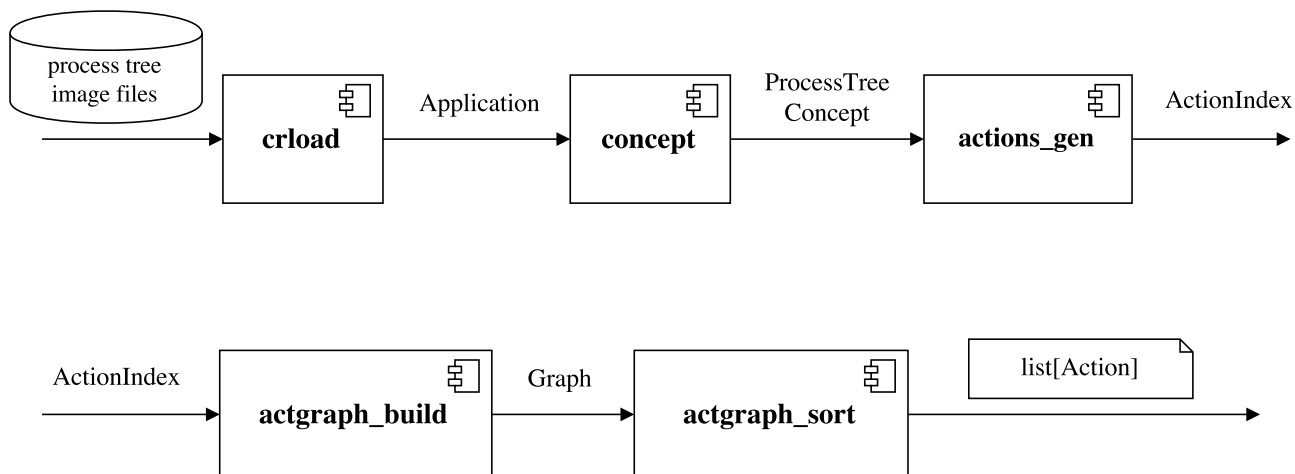 process tree
image files
crload
Application
concept
ProcessTree
Concept
actions_gen
ActionIndex
ActionIndex
actgraph_build
Graph
actgraph_sort
list[Action]